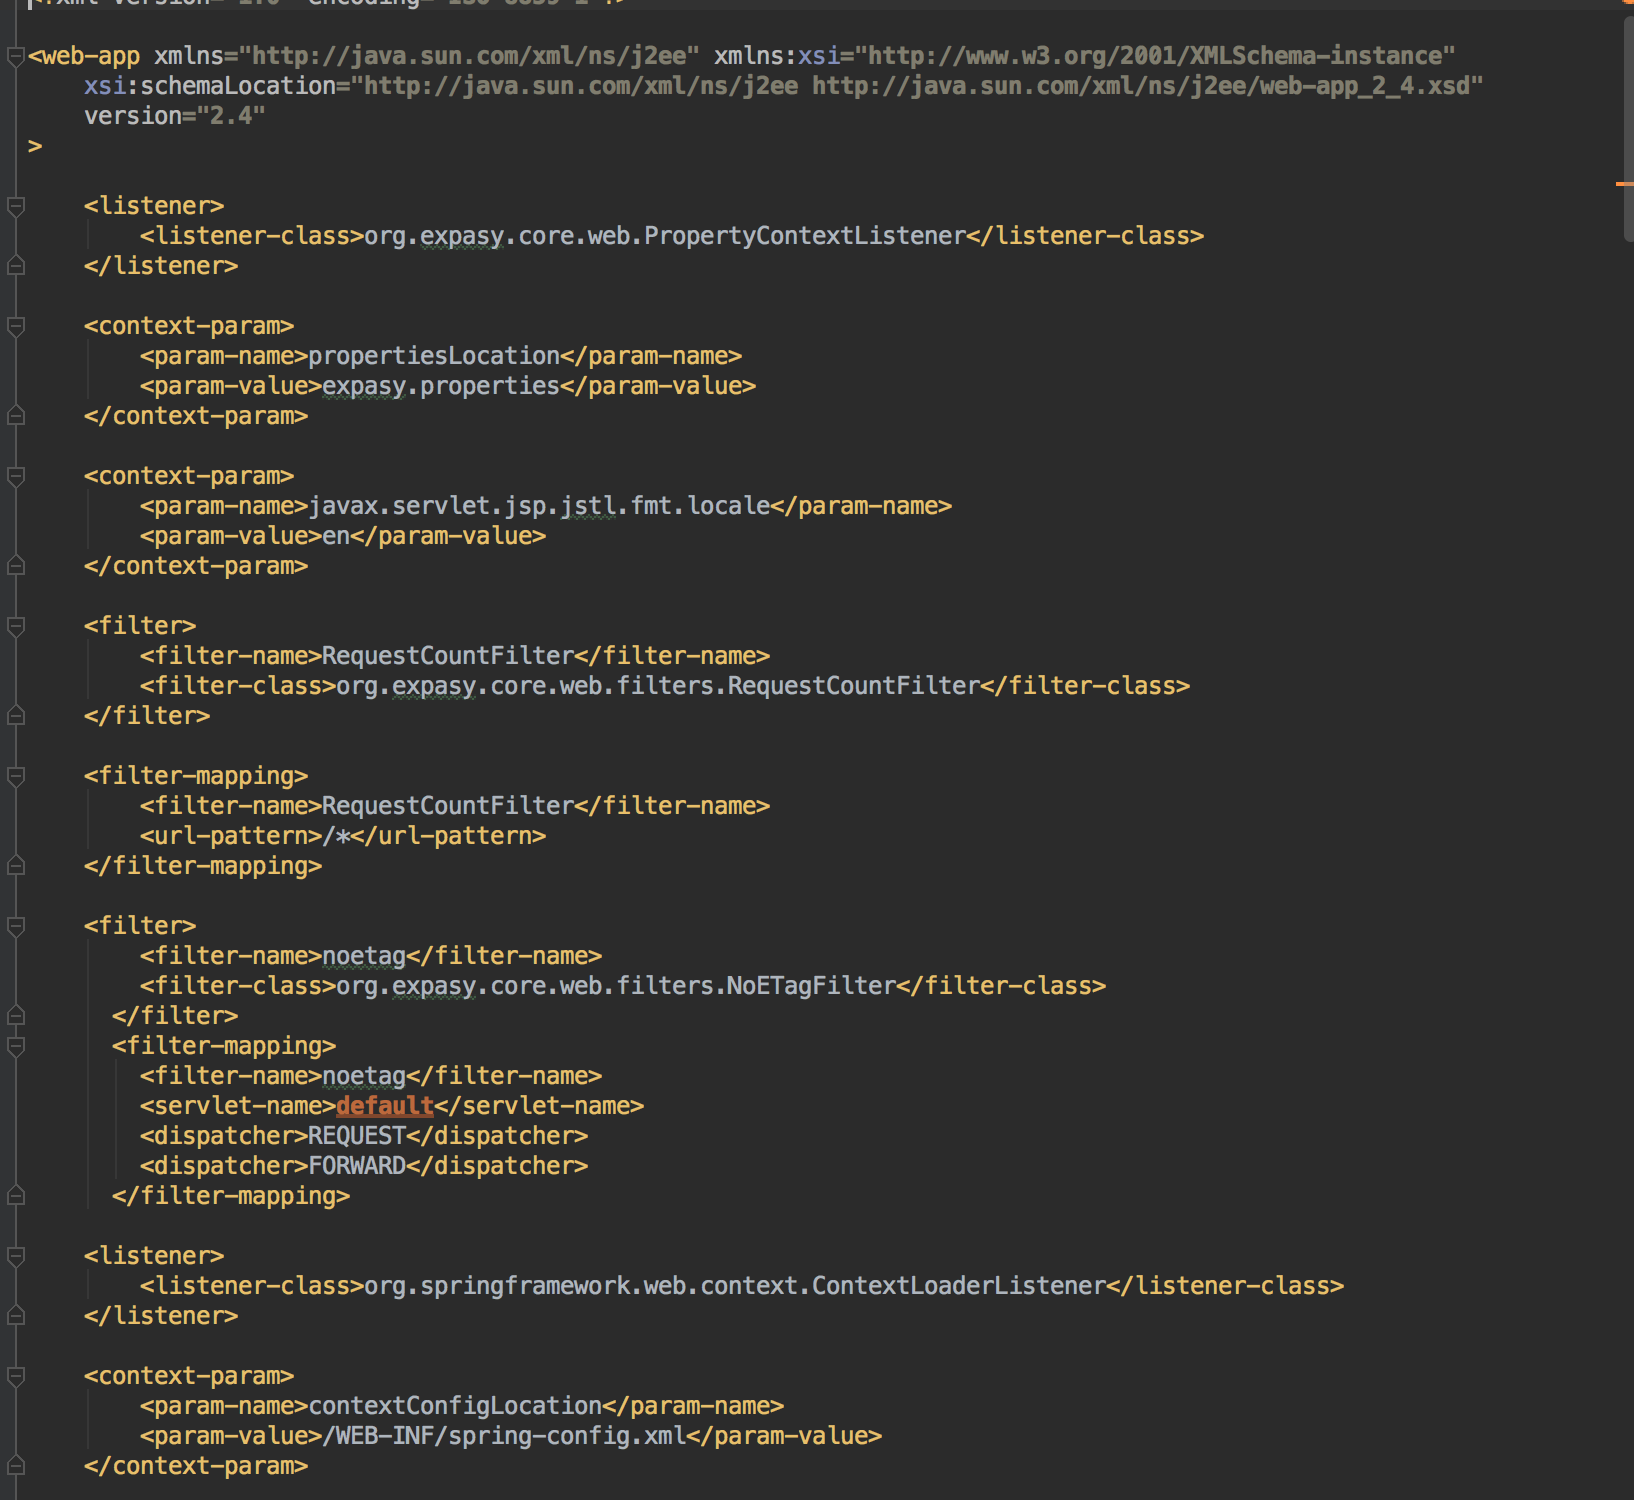 <?xml version="1.0" encoding="ISO-8859-1"?>
<web-app xmlns="http://java.sun.com/xml/ns/j2ee" xmlns:xsi="http://www.w3.org/2001/XMLSchema-instance"
xsi:schemaLocation="http://java.sun.com/xml/ns/j2ee http://java.sun.com/xml/ns/j2ee/web-app_2_4.xsd"
version="2.4"
>
<listener>
<listener-class>org.expasy.core.web.PropertyContextListener</listener-class>
</listener>
<context-param>
<param-name>propertiesLocation</param-name>
<param-value>expasy.properties</param-value>
</context-param>
<context-param>
<param-name>javax.servlet.jsp.jstl.fmt.locale</param-name>
<param-value>en</param-value>
</context-param>
<filter>
<filter-name>RequestCountFilter</filter-name>
<filter-class>org.expasy.core.web.filters.RequestCountFilter</filter-class>
</filter>
<filter-mapping>
<filter-name>RequestCountFilter</filter-name>
<url-pattern>/*</url-pattern>
</filter-mapping>
<filter>
<filter-name>noetag</filter-name>
<filter-class>org.expasy.core.web.filters.NoETagFilter</filter-class>
</filter>
<filter-mapping>
<filter-name>noetag</filter-name>
<servlet-name>default</servlet-name>
<dispatcher>REQUEST</dispatcher>
<dispatcher>FORWARD</dispatcher>
</filter-mapping>
<listener>
<listener-class>org.springframework.web.context.ContextLoaderListener</listener-class>
</listener>
<context-param>
<param-name>contextConfigLocation</param-name>
<param-value>/WEB-INF/spring-config.xml</param-value>
</context-param>